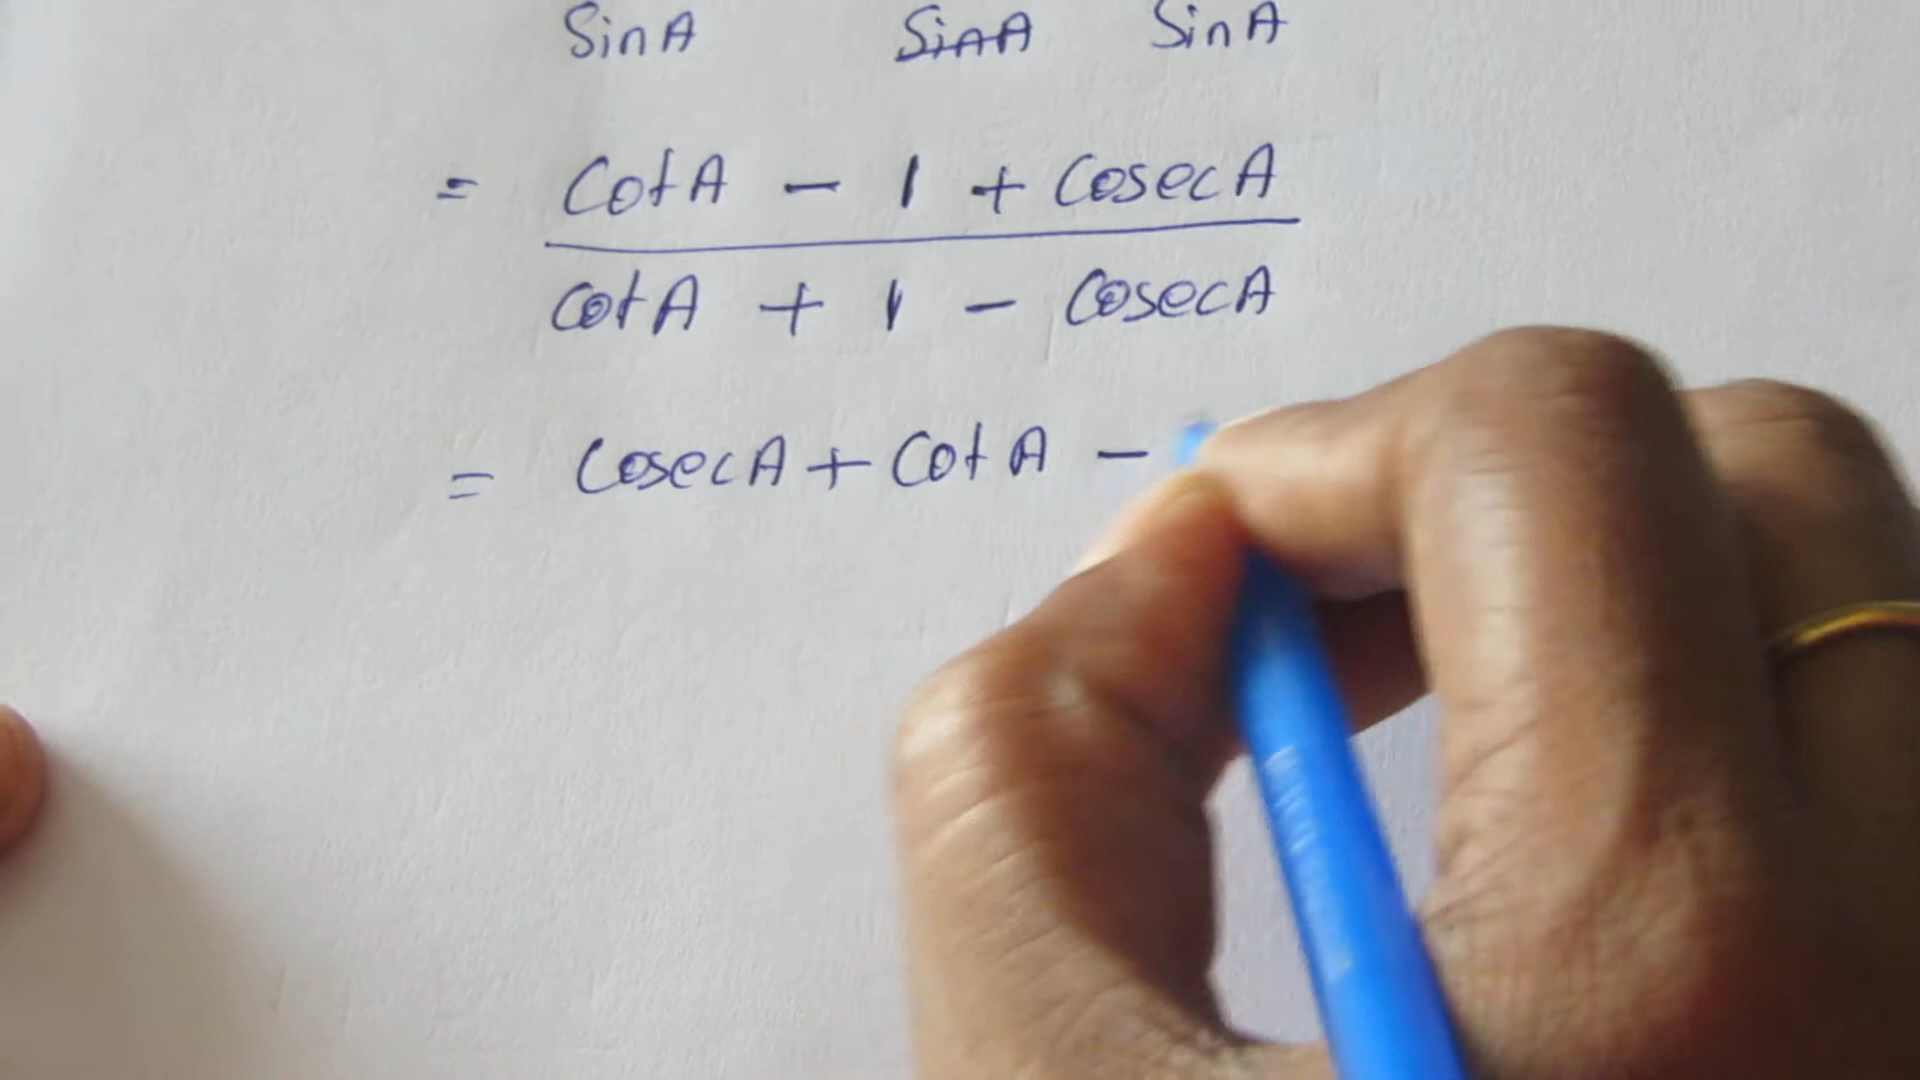 SinA SinA SinA
= CotA - 1 + CosecA
cotA + 1 - CosecA
= CosecA + CotA -